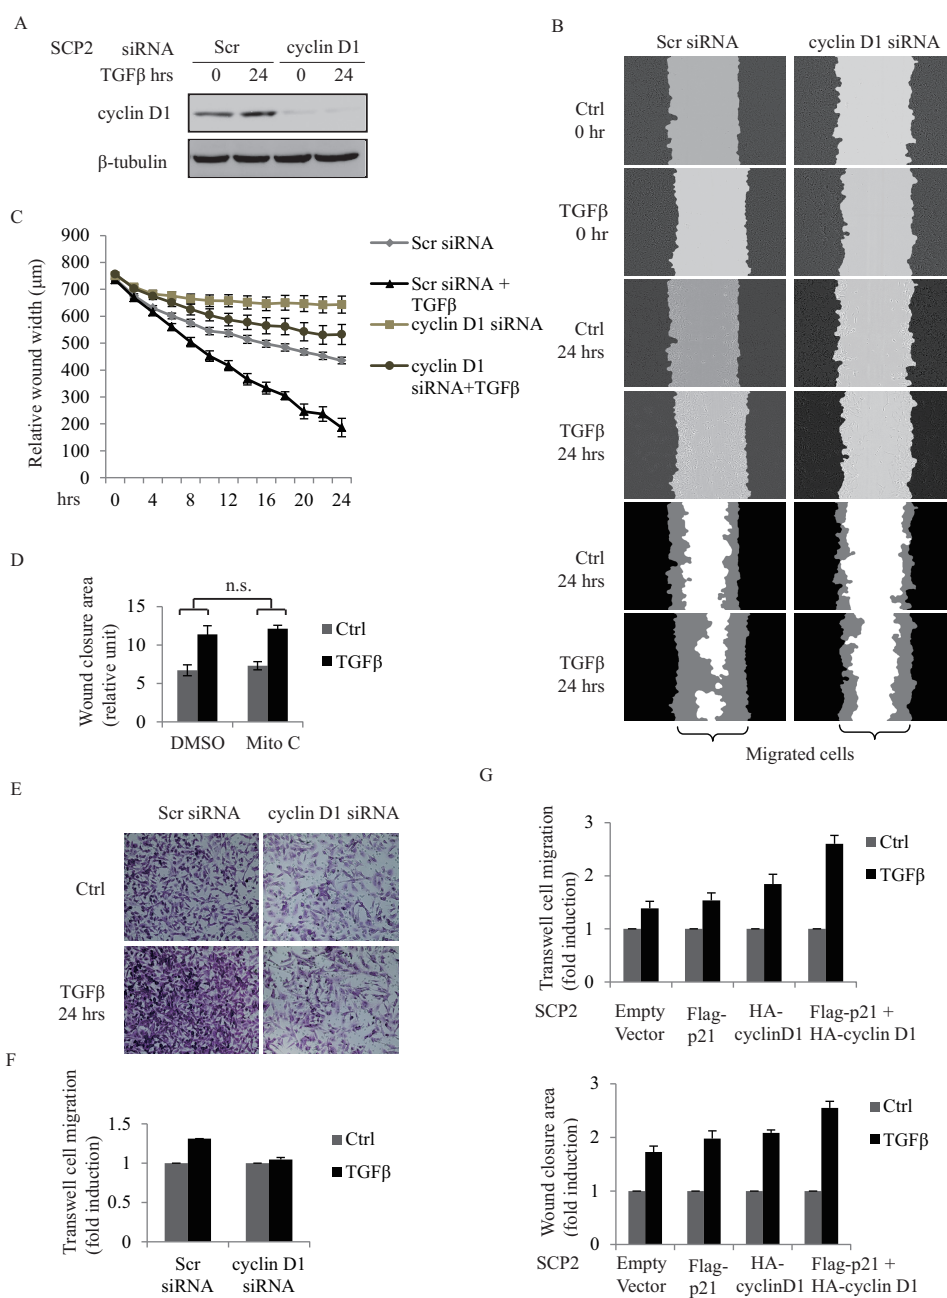 A
SCP2 siRNA Scr cyclin D1
TGFβ hrs 0 24 0 24
cyclin D1
β-tubulin
B
Scr siRNA cyclin D1 siRNA
Ctrl
0 hr
TGFβ
0 hr
Ctrl
24 hrs
TGFβ
24 hrs
Ctrl
24 hrs
TGFβ
24 hrs
Migrated cells
C
Relative wound width (μm)
900
800
700
600
500
400
300
200
100
0
hrs 0 4 8 12 16 20 24
Scr siRNA
Scr siRNA +
TGFβ
cyclin D1 siRNA
cyclin D1
siRNA+TGFβ
D
Wound closure area
(relative unit)
n.s.
15
10
5
0
DMSO Mito C
Ctrl
TGFβ
E
Scr siRNA cyclin D1 siRNA
Ctrl
TGFβ
24 hrs
F
Transwell cell migration
(fold induction)
1.5
1
0.5
0
Scr
siRNA
cyclin D1
siRNA
Ctrl
TGFβ
G
Transwell cell migration
(fold induction)
3
2
1
0
Ctrl
TGFβ
SCP2
Empty
Vector
Flag-
p21
HA-
cyclinD1
Flag-p21 +
HA-cyclin D1
Wound closure area
(fold induction)
3
2
1
0
Ctrl
TGFβ
SCP2
Empty
Vector
Flag-
p21
HA-
cyclinD1
Flag-p21 +
HA-cyclin D1